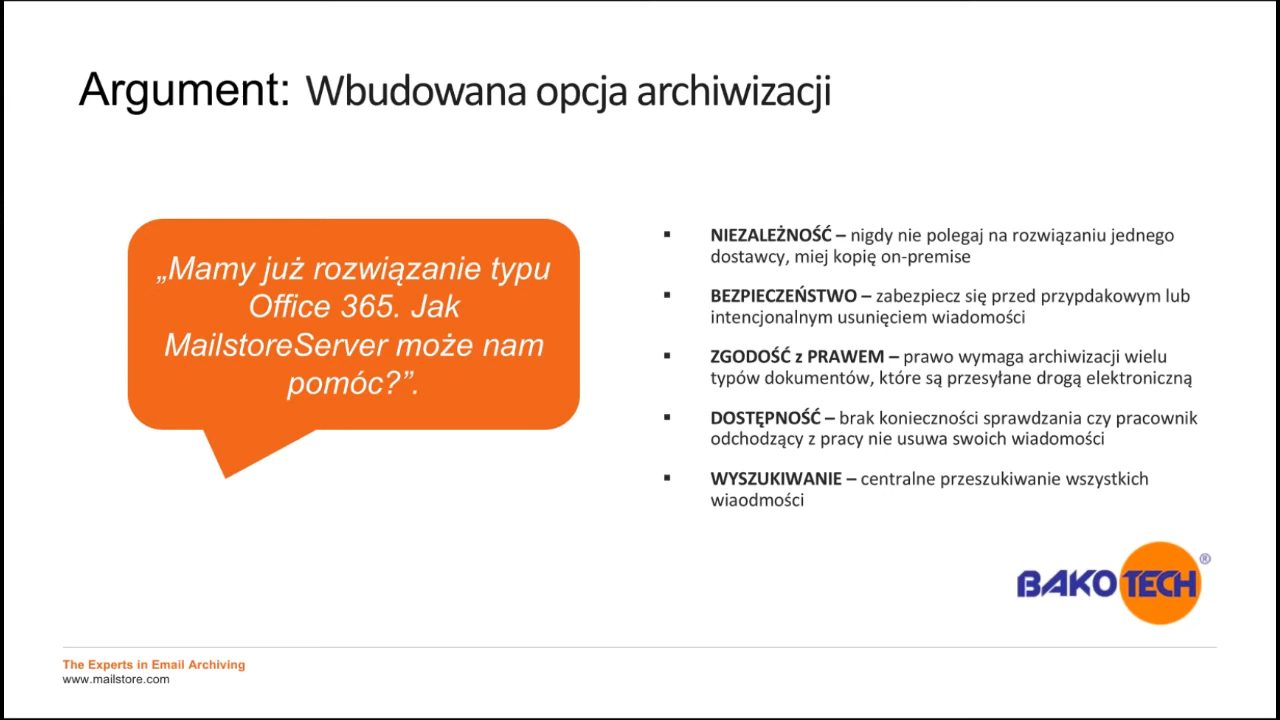 Argument: Wbudowana opcja archiwizacji
„Mamy już rozwiązanie typu
Office 365. Jak
MailstoreServer może nam
pomóc?”.
▪ NIEZALEŻNOŚĆ – nigdy nie polegaj na rozwiązaniu jednego
dostawcy, miej kopię on-premise
▪ BEZPIECZEŃSTWO – zabezpiecz się przed przypdakowym lub
intencjonalnym usunięciem wiadomości
▪ ZGODOŚĆ z PRAWEM – prawo wymaga archiwizacji wielu
typów dokumentów, które są przesyłane drogą elektroniczną
▪ DOSTĘPNOŚĆ – brak konieczności sprawdzania czy pracownik
odchodzący z pracy nie usuwa swoich wiadomości
▪ WYSZUKIWANIE – centralne przeszukiwanie wszystkich
wiaodmości
BAKOTECH®
The Experts in Email Archiving
www.mailstore.com